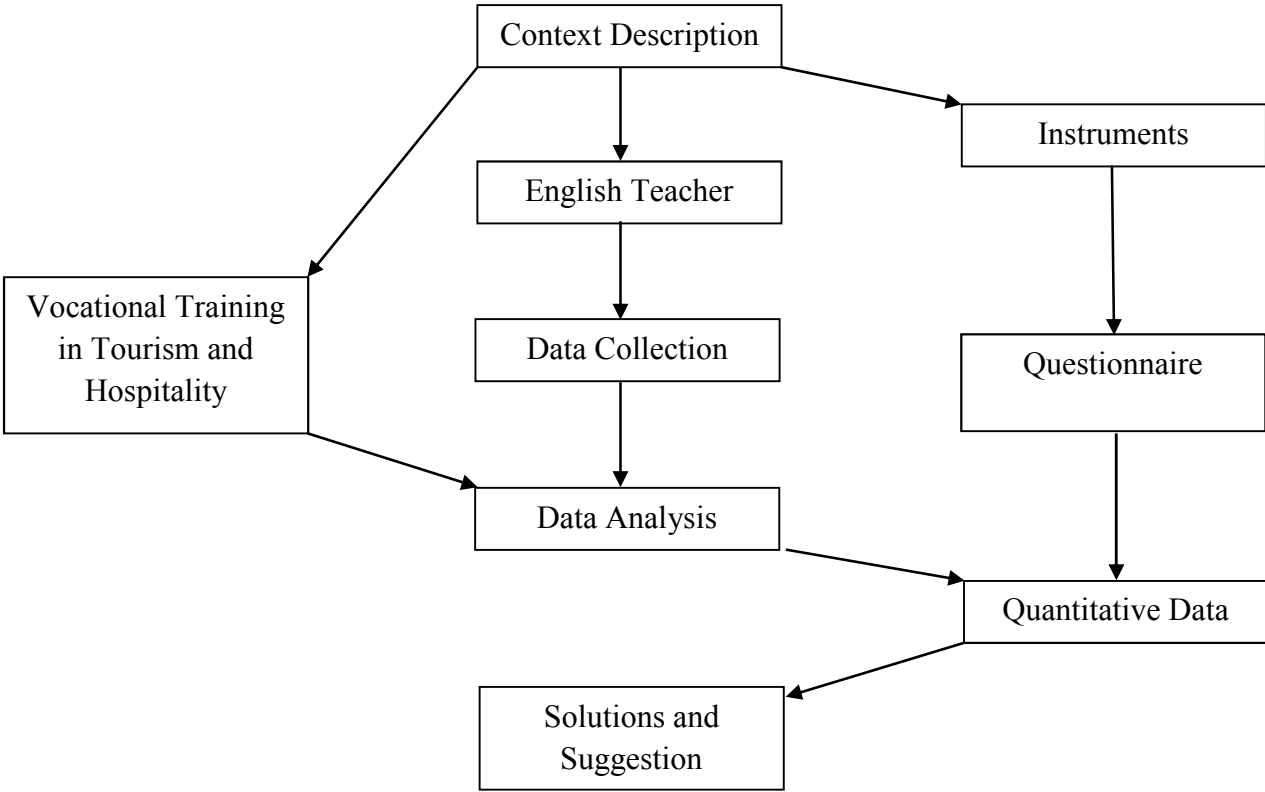 Context Description
Instruments
English Teacher
Vocational Training
in Tourism and
Hospitality
Data Collection
Questionnaire
Data Analysis
Quantitative Data
Solutions and
Suggestion